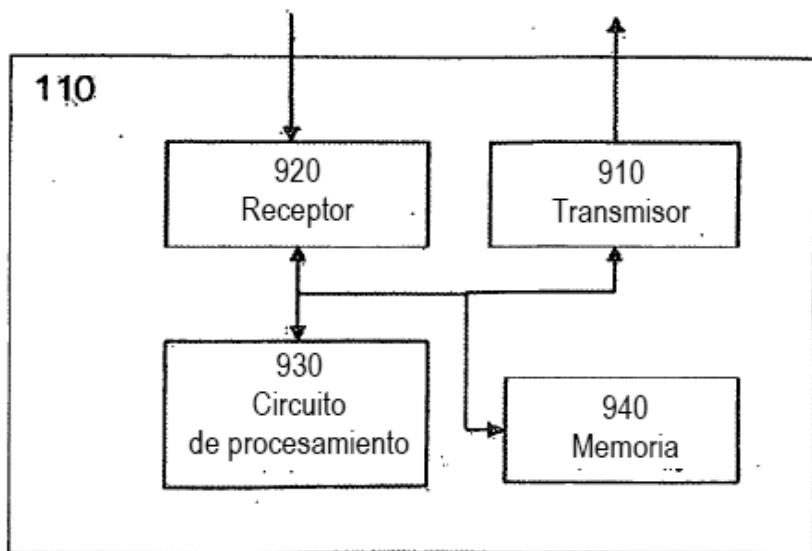 110
920
Receptor
910
Transmisor
930
Circuito
de procesamiento
940
Memoria